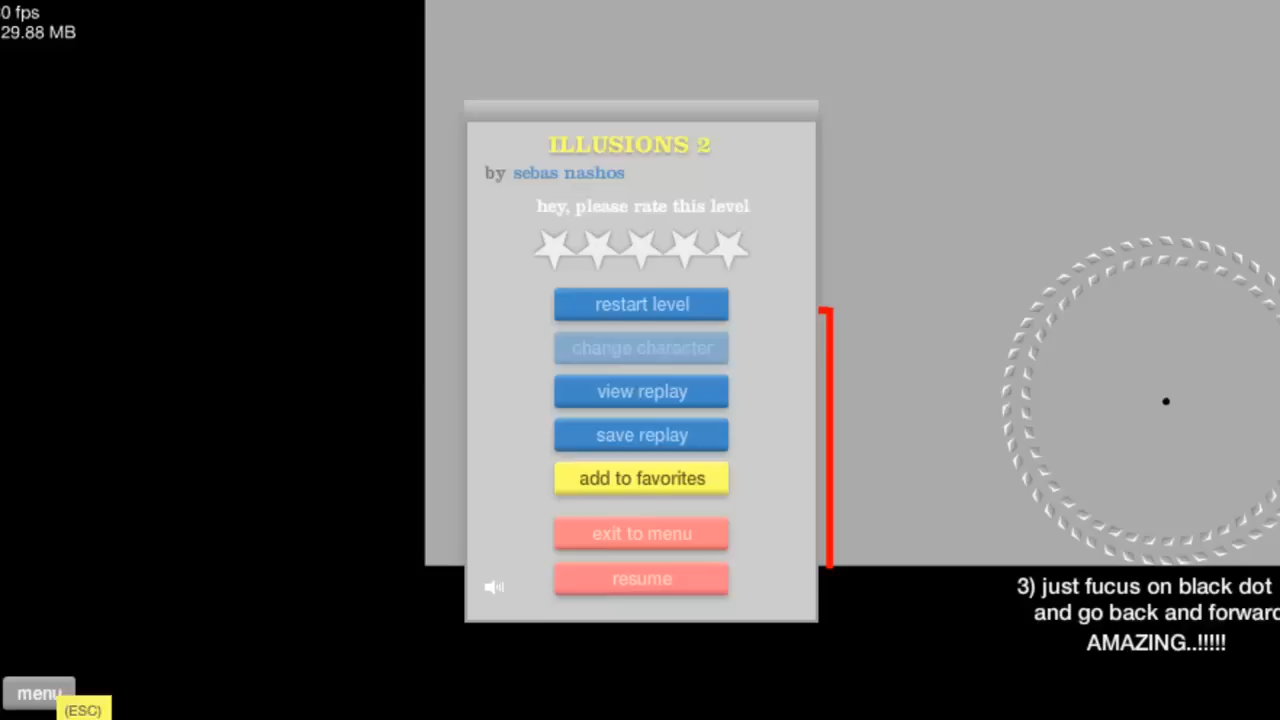 0 fps
29.88 MB
ILLUSIONS 2
by sebas nashos
hey, please rate this level
restart level
change character
view replay
save replay
add to favorites
exit to menu
resume
3) just fucus on black dot
and go back and forward
AMAZING..!!!!!
menu
(ESC)